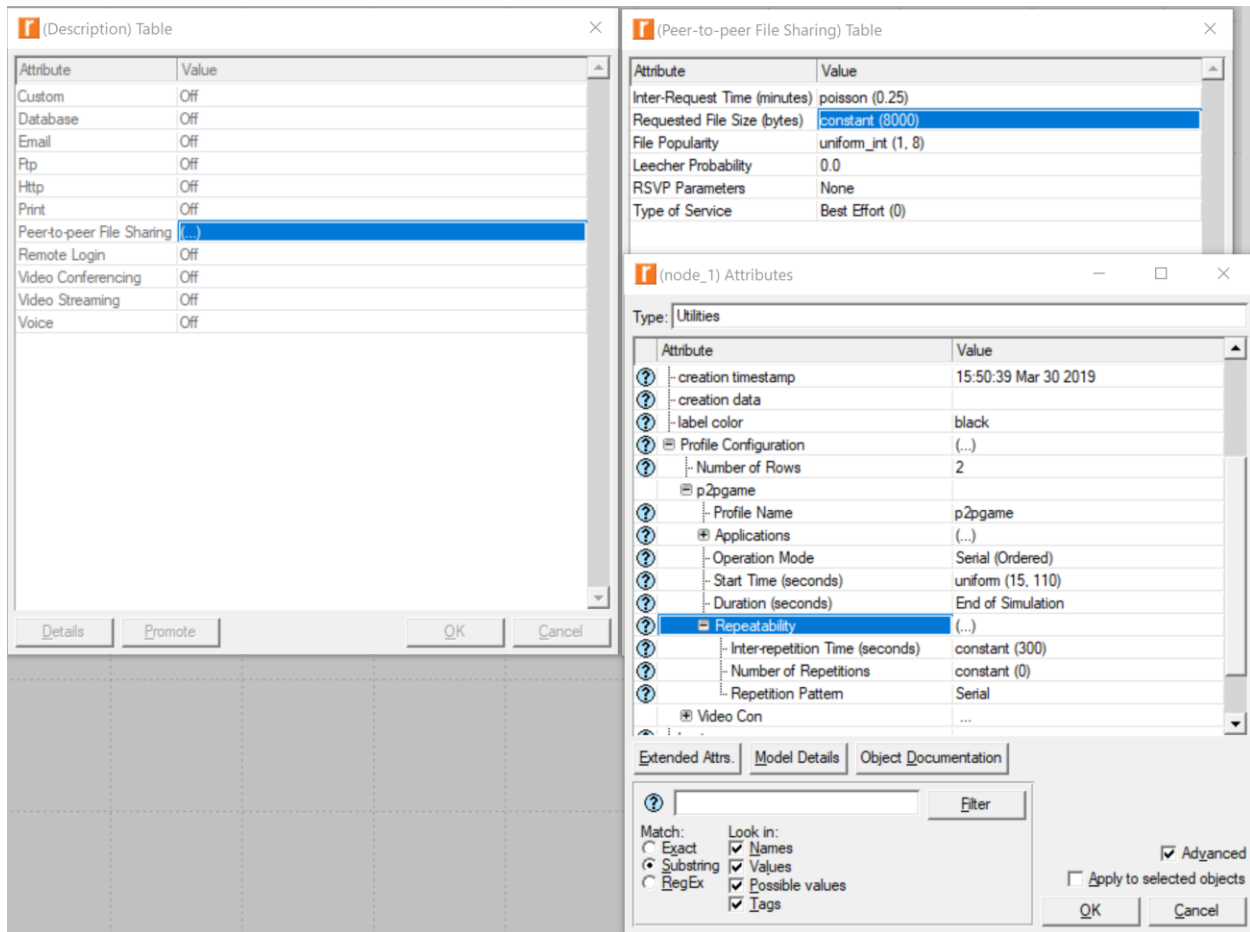 (Description) Table
Attribute Value
Custom Off
Database Off
Email Off
Ftp Off
Http Off
Print Off
Peer-to-peer File Sharing (...)
Remote Login Off
Video Conferencing Off
Video Streaming Off
Voice Off
Details Promote OK Cancel
(Peer-to-peer File Sharing) Table
Attribute Value
Inter-Request Time (minutes) poisson (0.25)
Requested File Size (bytes) constant (8000)
File Popularity uniform_int (1, 8)
Leecher Probability 0.0
RSVP Parameters None
Type of Service Best Effort (0)
(node_1) Attributes
Type: Utilities
Attribute Value
creation timestamp 15:50:39 Mar 30 2019
creation data
label color black
Profile Configuration (...)
Number of Rows 2
p2pgame
Profile Name p2pgame
Applications (...)
Operation Mode Serial (Ordered)
Start Time (seconds) uniform (15, 110)
Duration (seconds) End of Simulation
Repeatability (...)
Inter-repetition Time (seconds) constant (300)
Number of Repetitions constant (0)
Repetition Pattern Serial
Video Con ...
Extended Attrs. Model Details Object Documentation
Filter
Match: Look in:
Exact Names
Substring Values
RegEx Possible values
Tags
Advanced
Apply to selected objects
OK Cancel